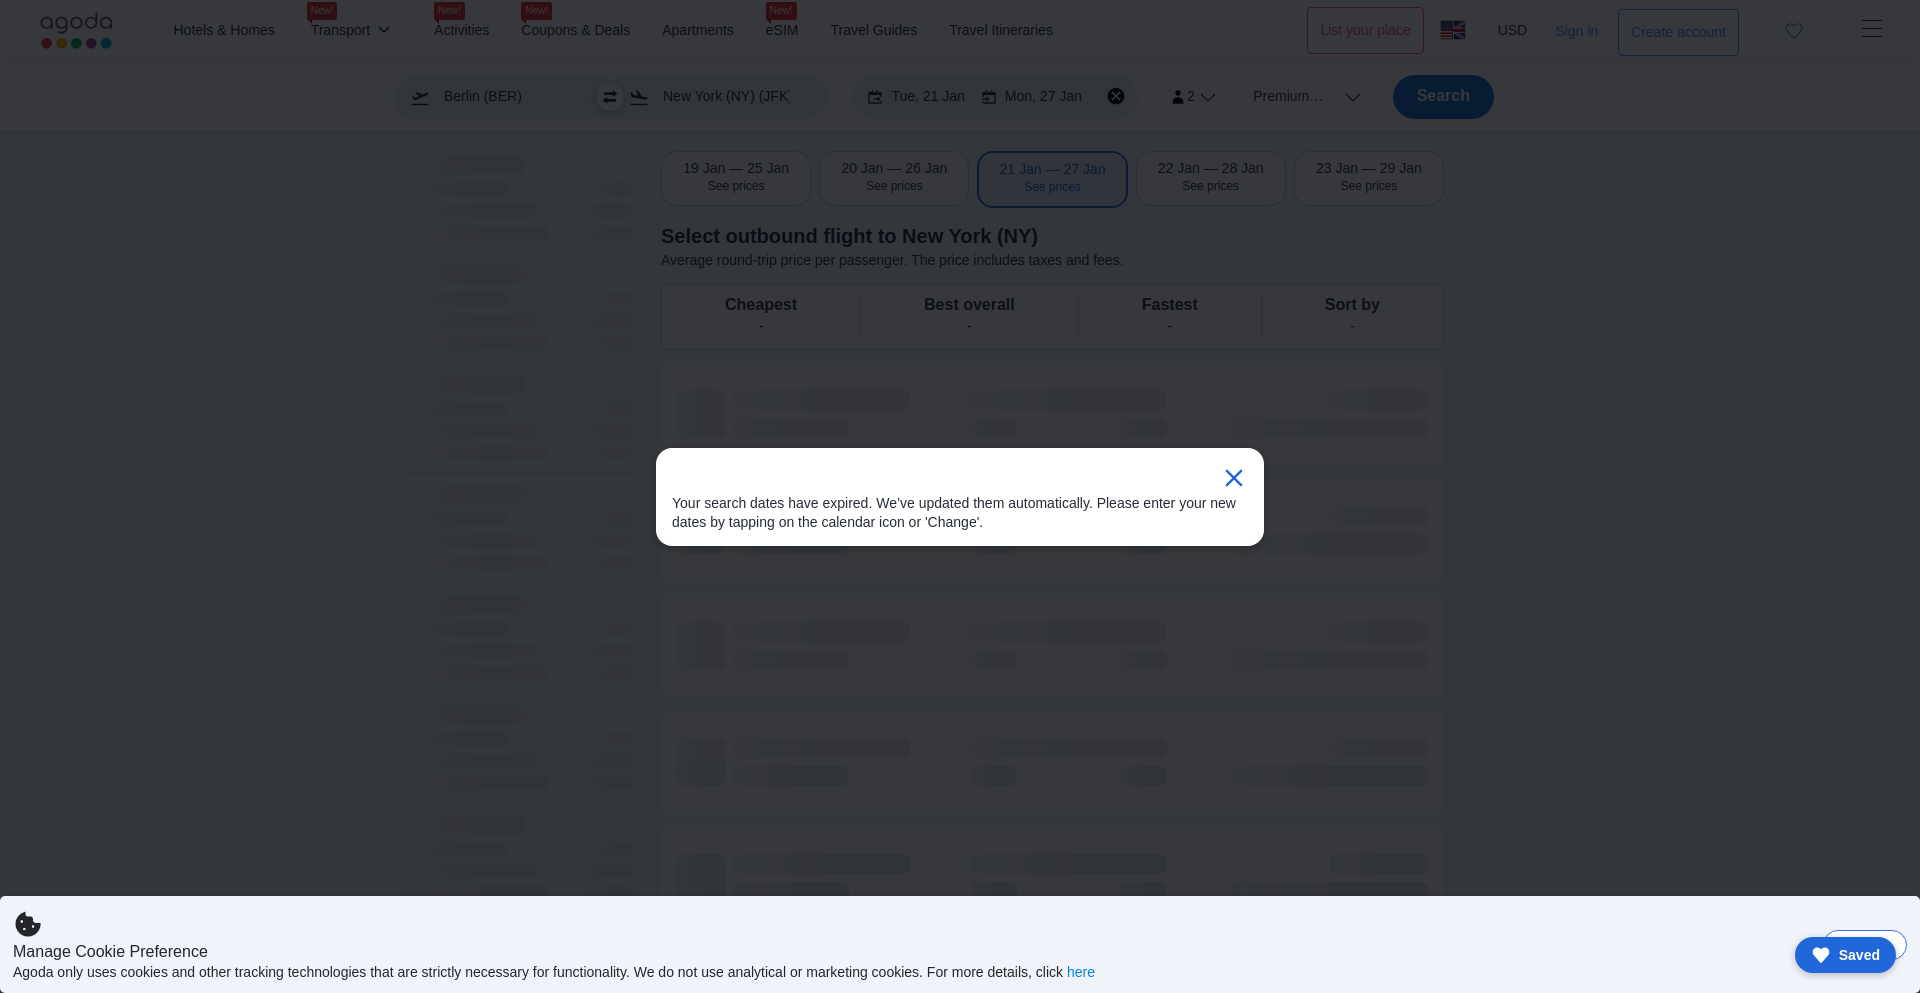 agoda
Hotels & Homes
New!
Transport
New!
Activities
New!
Coupons & Deals
Apartments
New!
eSIM
Travel Guides
Travel Itineraries
List your place
USD
Sign in
Create account
Berlin (BER)
New York (NY) (JFK)
Tue, 21 Jan
Mon, 27 Jan
2
Premium...
Search
19 Jan — 25 Jan
See prices
20 Jan — 26 Jan
See prices
21 Jan — 27 Jan
See prices
22 Jan — 28 Jan
See prices
23 Jan — 29 Jan
See prices
Select outbound flight to New York (NY)
Average round-trip price per passenger. The price includes taxes and fees.
Cheapest
-
Best overall
-
Fastest
-
Sort by
-
Your search dates have expired. We've updated them automatically. Please enter your new
dates by tapping on the calendar icon or 'Change'.
Manage Cookie Preference
Agoda only uses cookies and other tracking technologies that are strictly necessary for functionality. We do not use analytical or marketing cookies. For more details, click here
Saved